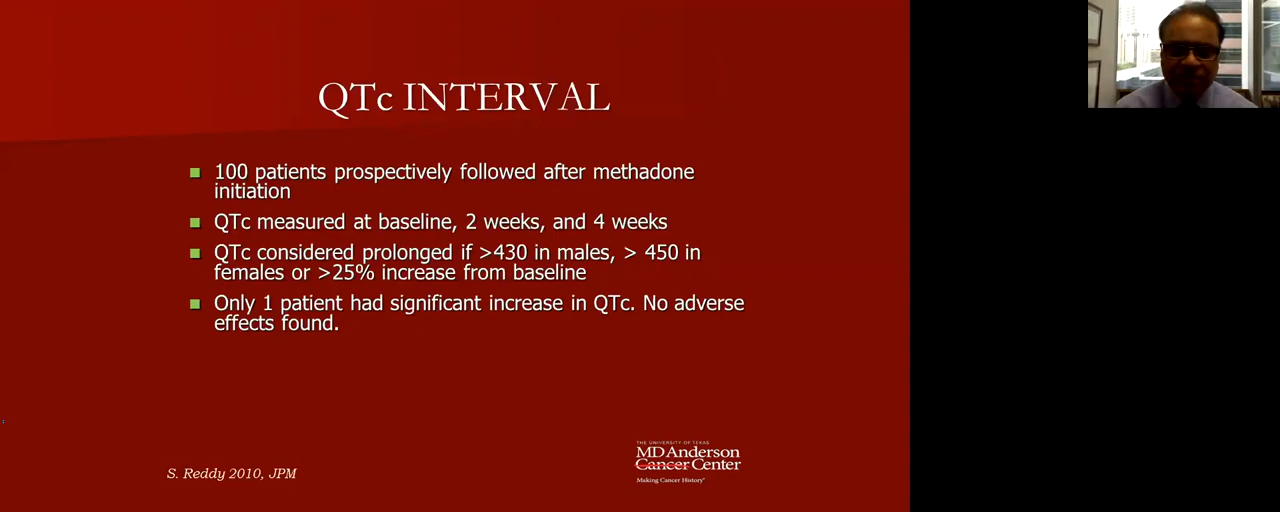 QTc INTERVAL
100 patients prospectively followed after methadone
initiation
QTc measured at baseline, 2 weeks, and 4 weeks
QTc considered prolonged if >430 in males, > 450 in
females or >25% increase from baseline
Only 1 patient had significant increase in QTc. No adverse
effects found.
S. Reddy 2010, JPM
THE UNIVERSITY OF TEXAS
MD Anderson
Cancer Center
Making Cancer History®